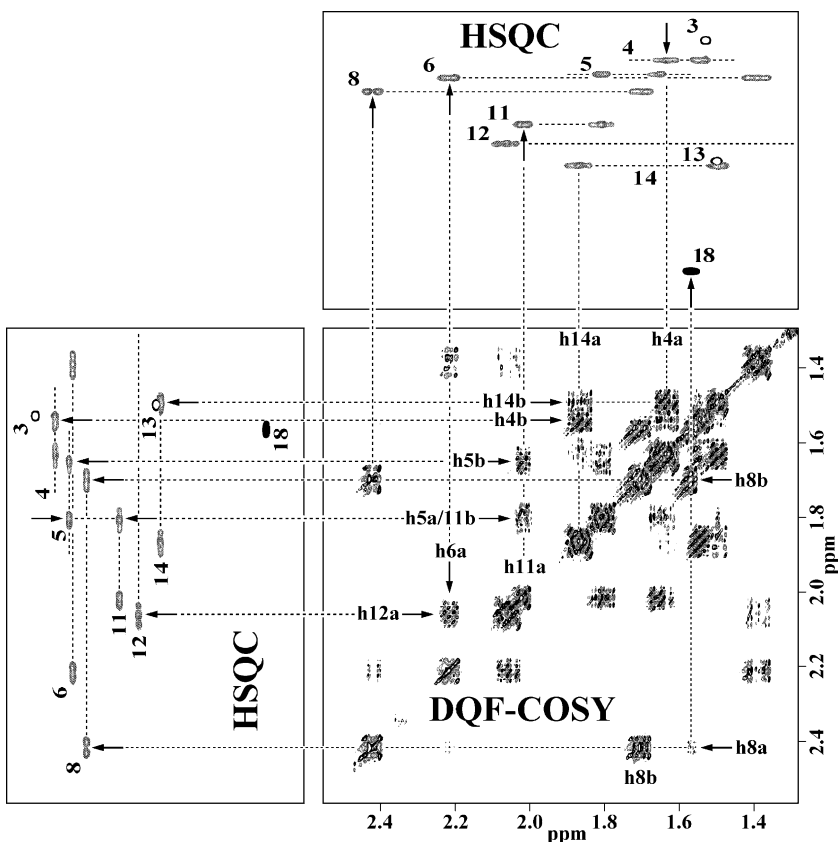 HSQC
3
4
5
6
8
11
12
13
14
18
h14a
h4a
1.4
h14b
h4b
3
13
18
1.6
h5b
4
h8b
1.8
5
h5a/11b
h6a
h11a
14
ppm
2.0
11
12
h12a
6
HSQC
DQF-COSY
2.2
2.4
8
h8a
h8b
2.4 2.2 2.0 1.8 1.6 1.4
ppm